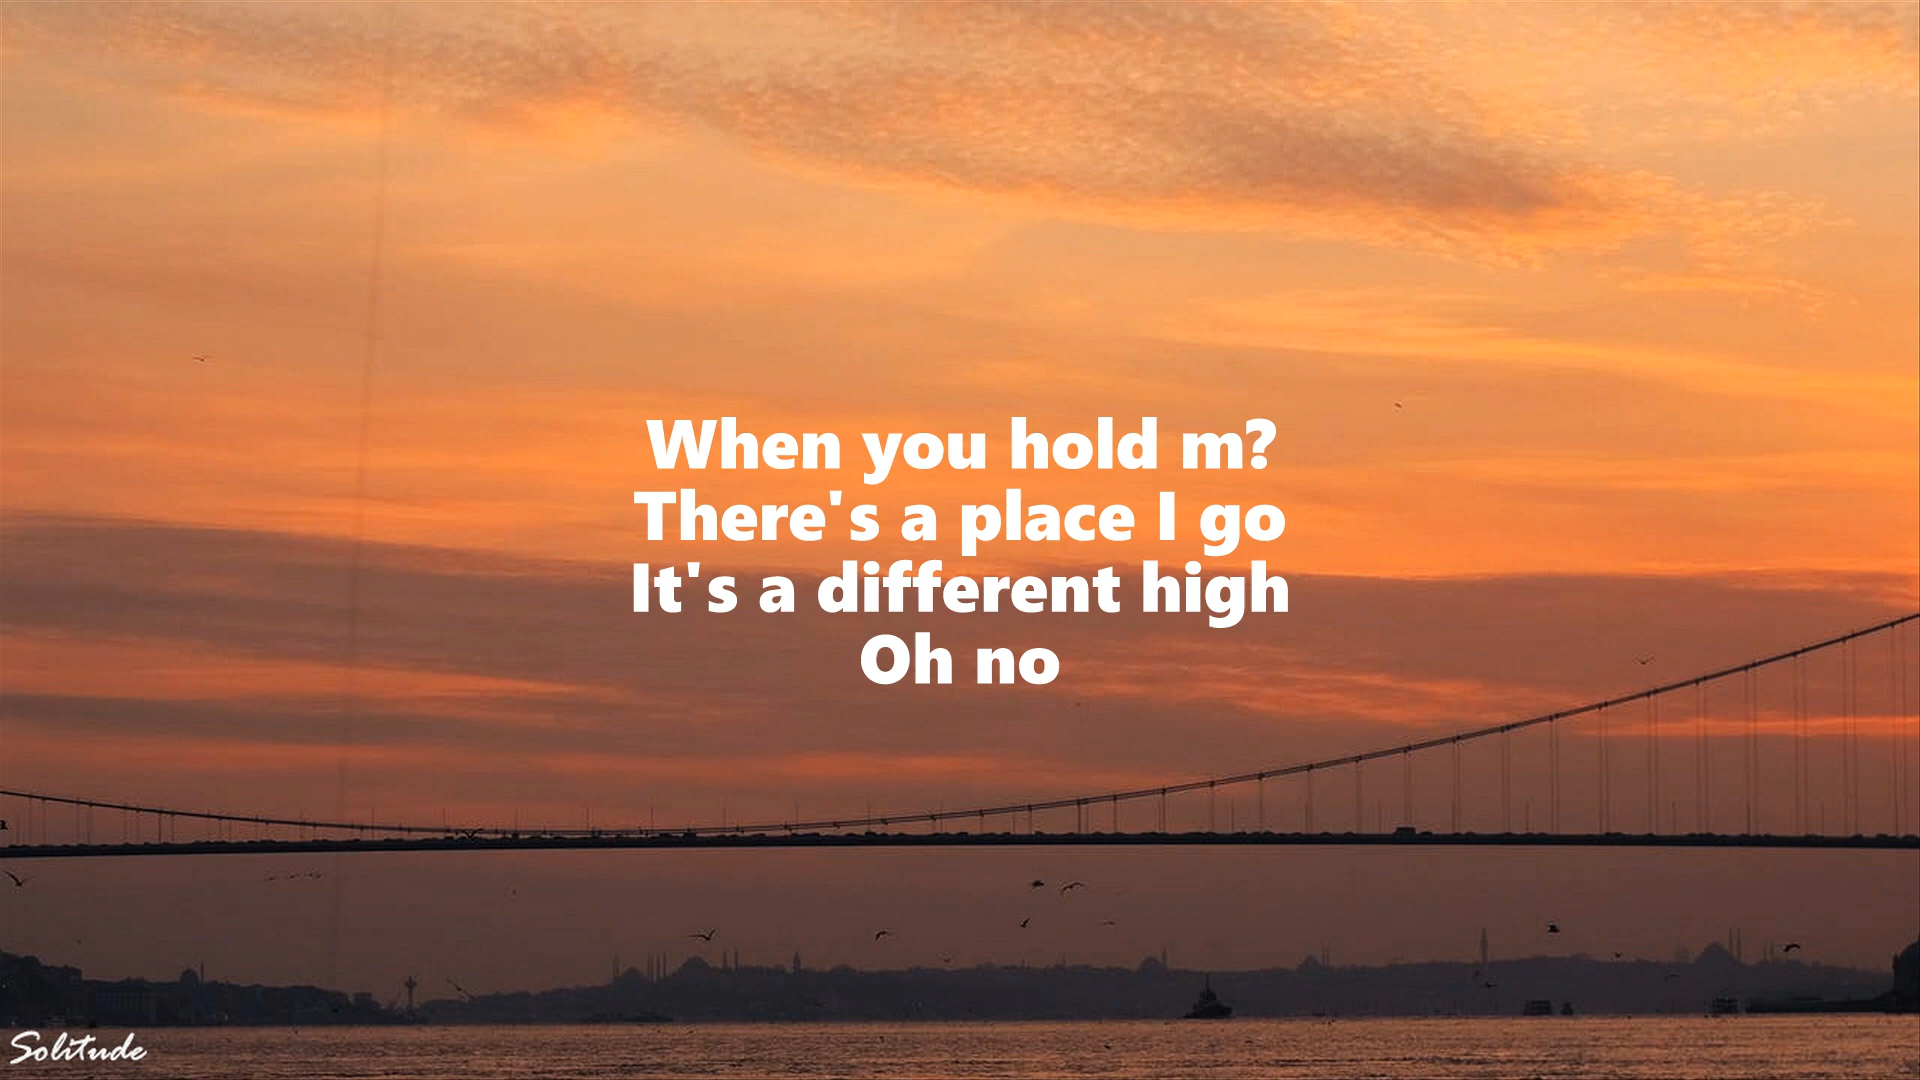 When you hold m?
There's a place I go
It's a different high
Oh no
Solitude